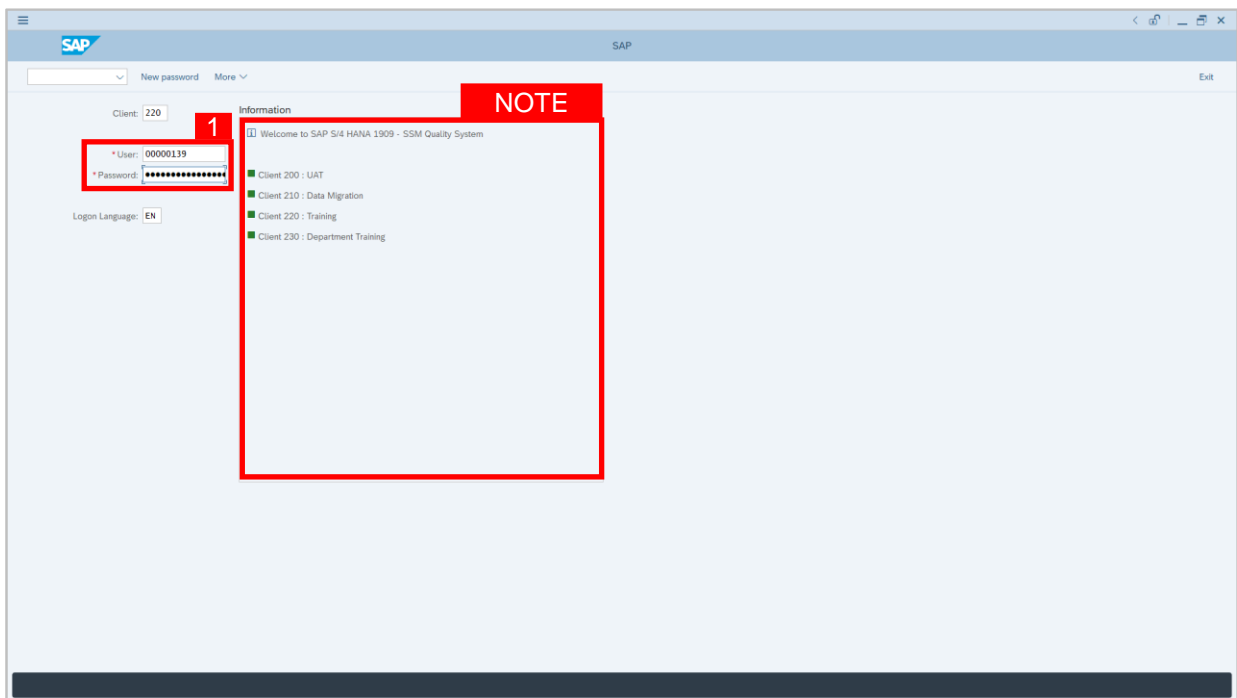 SAP
SAP
New password More Exit
NOTE
Client: 220
Information
1
Welcome to SAP S/4 HANA 1909 - SSM Quality System
*User: 00000139
*Password:
Client 200 : UAT
Client 210 : Data Migration
Logon Language: EN
Client 220 : Training
Client 230 : Department Training